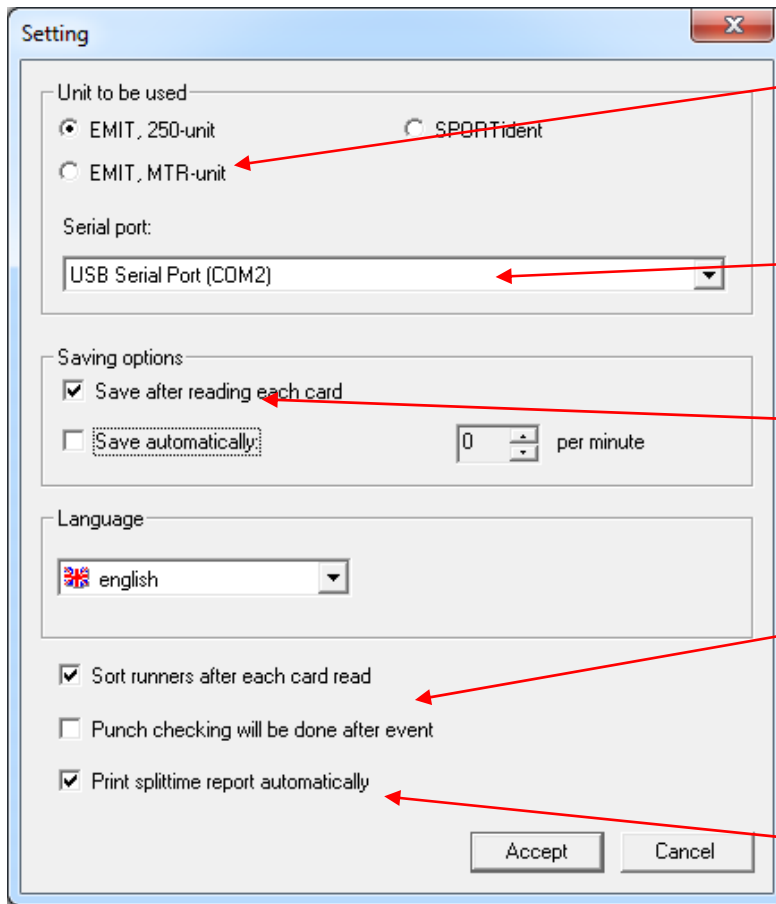 Setting
Unit to be used
EMIT, 250-unit
SPORTident
EMIT, MTR-unit
Serial port:
USB Serial Port (COM2)
Saving options
Save after reading each card
Save automatically:
0
per minute
Language
english
Sort runners after each card read
Punch checking will be done after event
Print splittime report automatically
Accept
Cancel